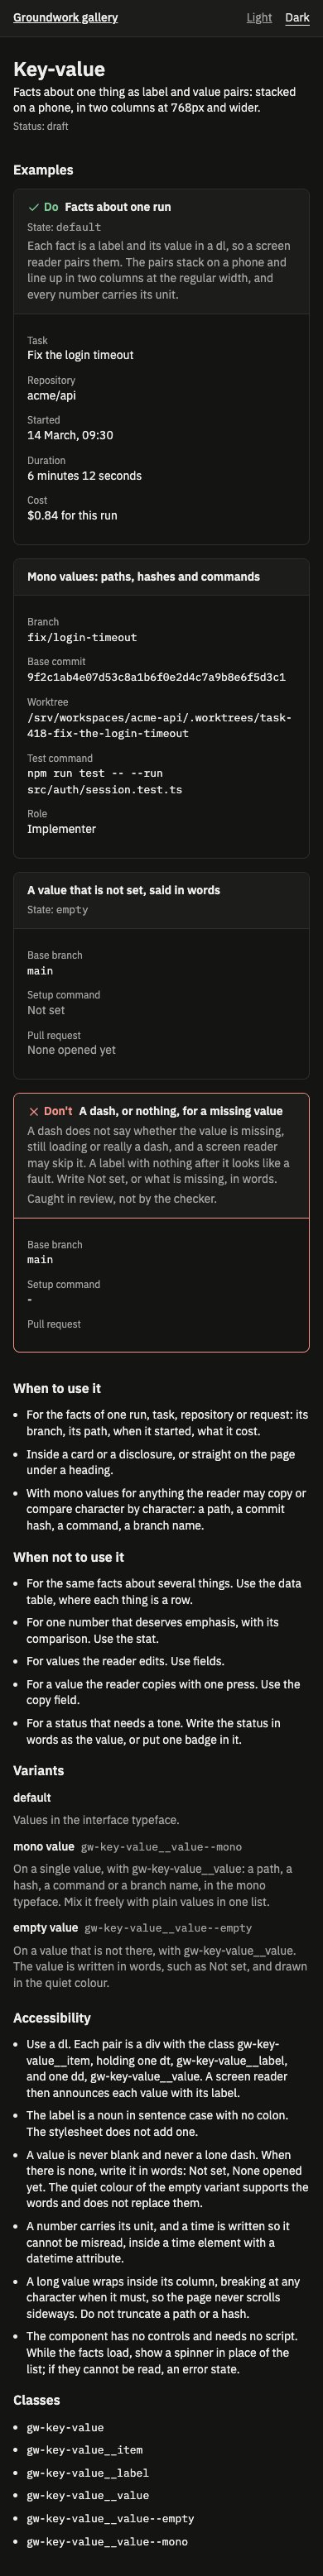 Groundwork gallery Light Dark
Key-value
Facts about one thing as label and value pairs: stacked
on a phone, in two columns at 768px and wider.
Status: draft
Examples
Do Facts about one run
State: default
Each fact is a label and its value in a dl, so a screen
reader pairs them. The pairs stack on a phone and
line up in two columns at the regular width, and
every number carries its unit.
Task
Fix the login timeout
Repository
acme/api
Started
14 March, 09:30
Duration
6 minutes 12 seconds
Cost
$0.84 for this run
Mono values: paths, hashes and commands
Branch
fix/login-timeout
Base commit
9f2c1ab4e07d53c8a1b6f0e2d4c7a9b8e6f5d3c1
Worktree
/srv/workspaces/acme-api/.worktrees/task-
418-fix-the-login-timeout
Test command
npm run test -- --run
src/auth/session.test.ts
Role
Implementer
A value that is not set, said in words
State: empty
Base branch
main
Setup command
Not set
Pull request
None opened yet
Don't A dash, or nothing, for a missing value
A dash does not say whether the value is missing,
still loading or really a dash, and a screen reader
may skip it. A label with nothing after it looks like a
fault. Write Not set, or what is missing, in words.
Caught in review, not by the checker.
Base branch
main
Setup command
-
Pull request
When to use it
• For the facts of one run, task, repository or request: its
branch, its path, when it started, what it cost.
• Inside a card or a disclosure, or straight on the page
under a heading.
• With mono values for anything the reader may copy or
compare character by character: a path, a commit
hash, a command, a branch name.
When not to use it
• For the same facts about several things. Use the data
table, where each thing is a row.
• For one number that deserves emphasis, with its
comparison. Use the stat.
• For values the reader edits. Use fields.
• For a value the reader copies with one press. Use the
copy field.
• For a status that needs a tone. Write the status in
words as the value, or put one badge in it.
Variants
default
Values in the interface typeface.
mono value gw-key-value__value--mono
On a single value, with gw-key-value__value: a path, a
hash, a command or a branch name, in the mono
typeface. Mix it freely with plain values in one list.
empty value gw-key-value__value--empty
On a value that is not there, with gw-key-value__value.
The value is written in words, such as Not set, and drawn
in the quiet colour.
Accessibility
• Use a dl. Each pair is a div with the class gw-key-
value__item, holding one dt, gw-key-value__label,
and one dd, gw-key-value__value. A screen reader
then announces each value with its label.
• The label is a noun in sentence case with no colon.
The stylesheet does not add one.
• A value is never blank and never a lone dash. When
there is none, write it in words: Not set, None opened
yet. The quiet colour of the empty variant supports the
words and does not replace them.
• A number carries its unit, and a time is written so it
cannot be misread, inside a time element with a
datetime attribute.
• A long value wraps inside its column, breaking at any
character when it must, so the page never scrolls
sideways. Do not truncate a path or a hash.
• The component has no controls and needs no script.
While the facts load, show a spinner in place of the
list; if they cannot be read, an error state.
Classes
• gw-key-value
• gw-key-value__item
• gw-key-value__label
• gw-key-value__value
• gw-key-value__value--empty
• gw-key-value__value--mono